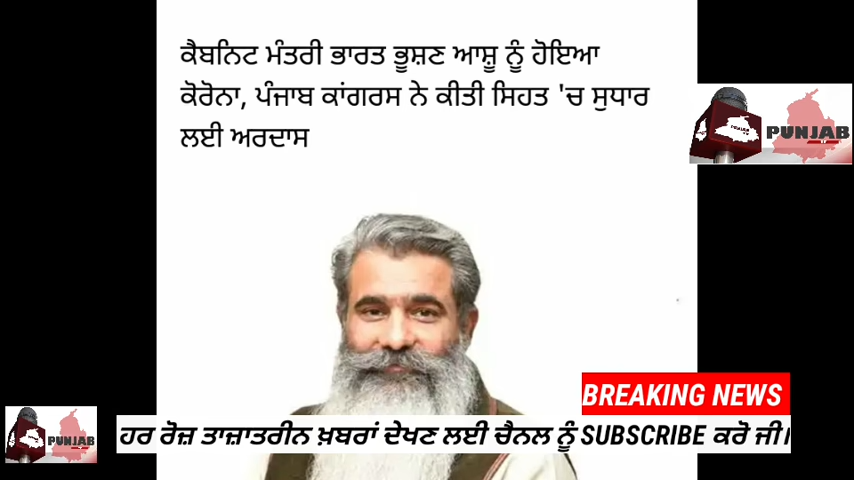 ਕੈਬਨਿਟ ਮੰਤਰੀ ਭਾਰਤ ਭੂਸ਼ਣ ਆਸ਼ੂ ਨੂੰ ਹੋਇਆ
ਕੋਰੋਨਾ, ਪੰਜਾਬ ਕਾਂਗਰਸ ਨੇ ਕੀਤੀ ਸਿਹਤ 'ਚ ਸੁਧਾਰ
ਲਈ ਅਰਦਾਸ
PUNJAB
BREAKING NEWS
PUNJAB
ਹਰ ਰੋਜ਼ ਤਾਜ਼ਾਤਰੀਨ ਖ਼ਬਰਾਂ ਦੇਖਣ ਲਈ ਚੈਨਲ ਨੂੰ SUBSCRIBE ਕਰੋ ਜੀ।